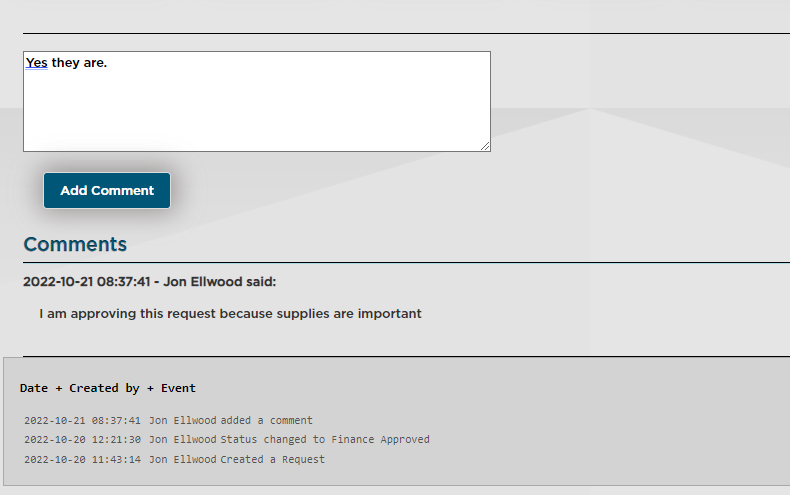 Yes they are.
Add Comment
Comments
2022-10-21 08:37:41 - Jon Ellwood said:
I am approving this request because supplies are important
Date + Created by + Event
2022-10-21 08:37:41 Jon Ellwood added a comment
2022-10-20 12:21:30 Jon Ellwood Status changed to Finance Approved
2022-10-20 11:43:14 Jon Ellwood Created a Request